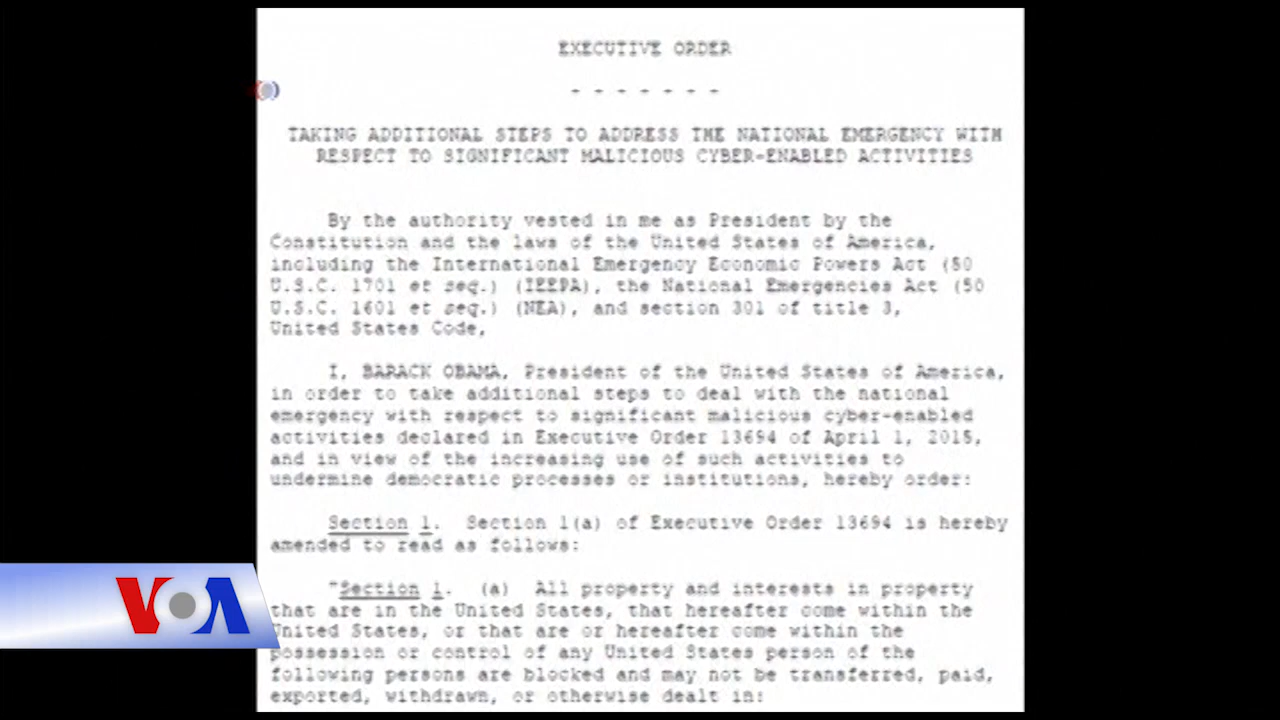 EXECUTIVE ORDER
- - - - - - -
TAKING ADDITIONAL STEPS TO ADDRESS THE NATIONAL EMERGENCY WITH
RESPECT TO SIGNIFICANT MALICIOUS CYBER-ENABLED ACTIVITIES
By the authority vested in me as President by the
Constitution and the laws of the United States of America,
including the International Emergency Economic Powers Act (50
U.S.C. 1701 et seq.) (IEEPA), the National Emergencies Act (50
U.S.C. 1601 et seq.) (NEA), and section 301 of title 3,
United States Code,
I, BARACK OBAMA, President of the United States of America,
in order to take additional steps to deal with the national
emergency with respect to significant malicious cyber-enabled
activities declared in Executive Order 13694 of April 1, 2015,
and in view of the increasing use of such activities to
undermine democratic processes or institutions, hereby order:
Section 1. Section 1(a) of Executive Order 13694 is hereby
amended to read as follows:
"Section 1. (a) All property and interests in property
that are in the United States, that hereafter come within the
United States, or that are or hereafter come within the
possession or control of any United States person of the
following persons are blocked and may not be transferred, paid,
exported, withdrawn, or otherwise dealt in:
VOA